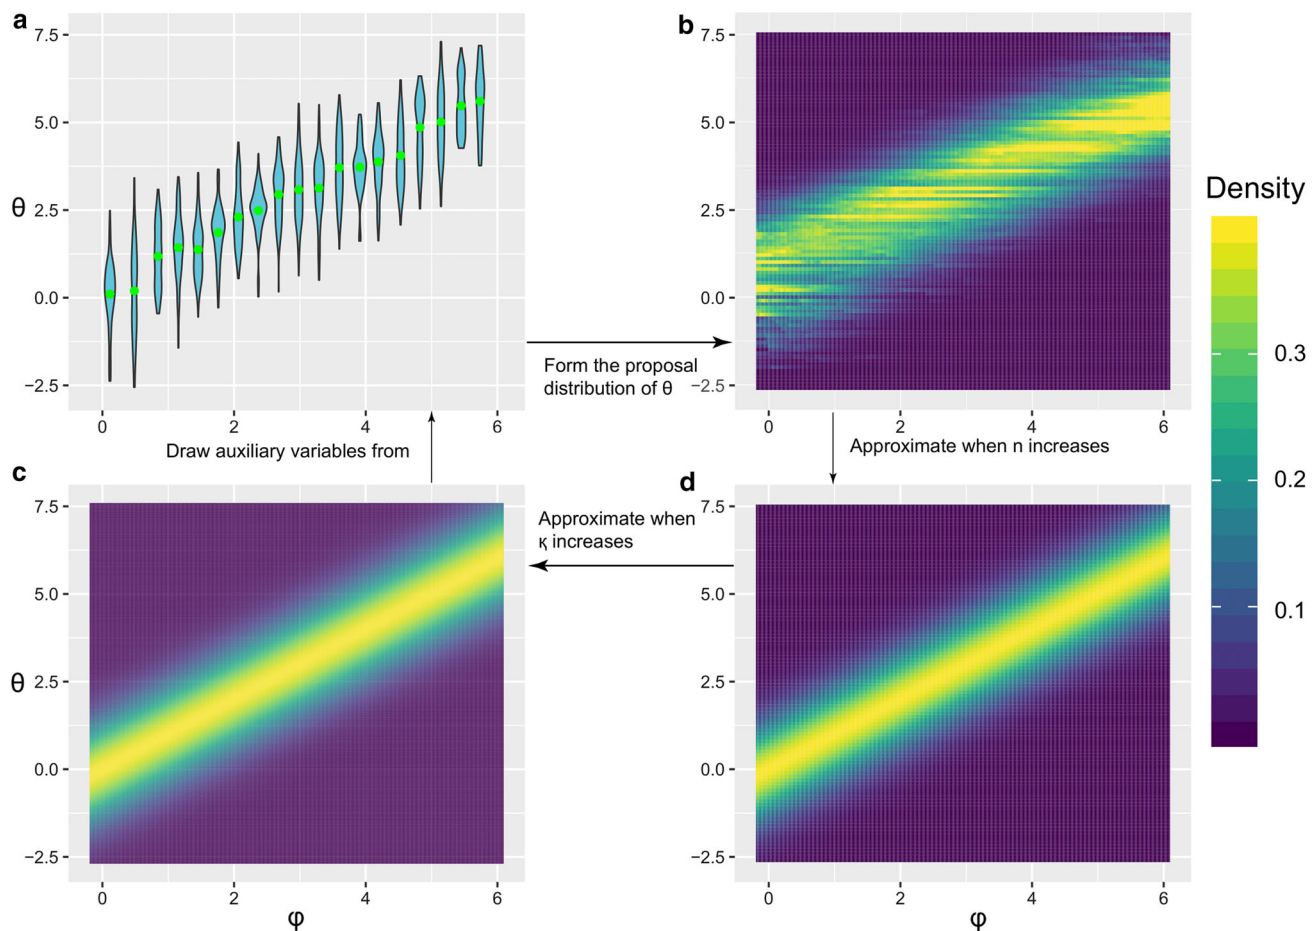 a
7.5
5.0
2.5
0.0
−2.5
θ
0 2 4 6
b
7.5
5.0
2.5
0.0
−2.5
0 2 4 6
Form the proposal
distribution of θ
Draw auxiliary variables from
Approximate when n increases
Density
0.3
0.2
0.1
c
7.5
5.0
2.5
0.0
−2.5
θ
0 2 4 6
φ
Approximate when
κ increases
d
7.5
5.0
2.5
0.0
−2.5
0 2 4 6
φ